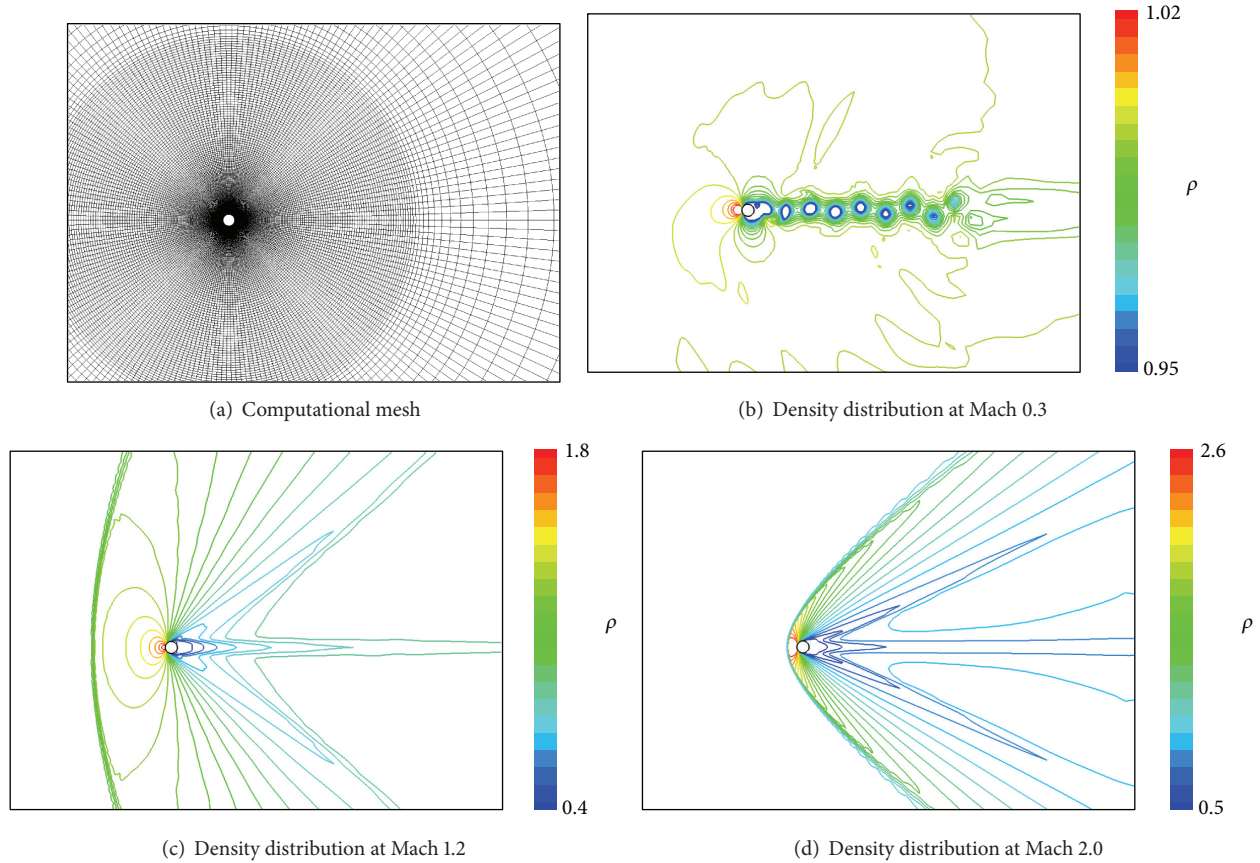 1.02
ρ
0.95
(a) Computational mesh
(b) Density distribution at Mach 0.3
1.8
ρ
0.4
2.6
ρ
0.5
(c) Density distribution at Mach 1.2
(d) Density distribution at Mach 2.0